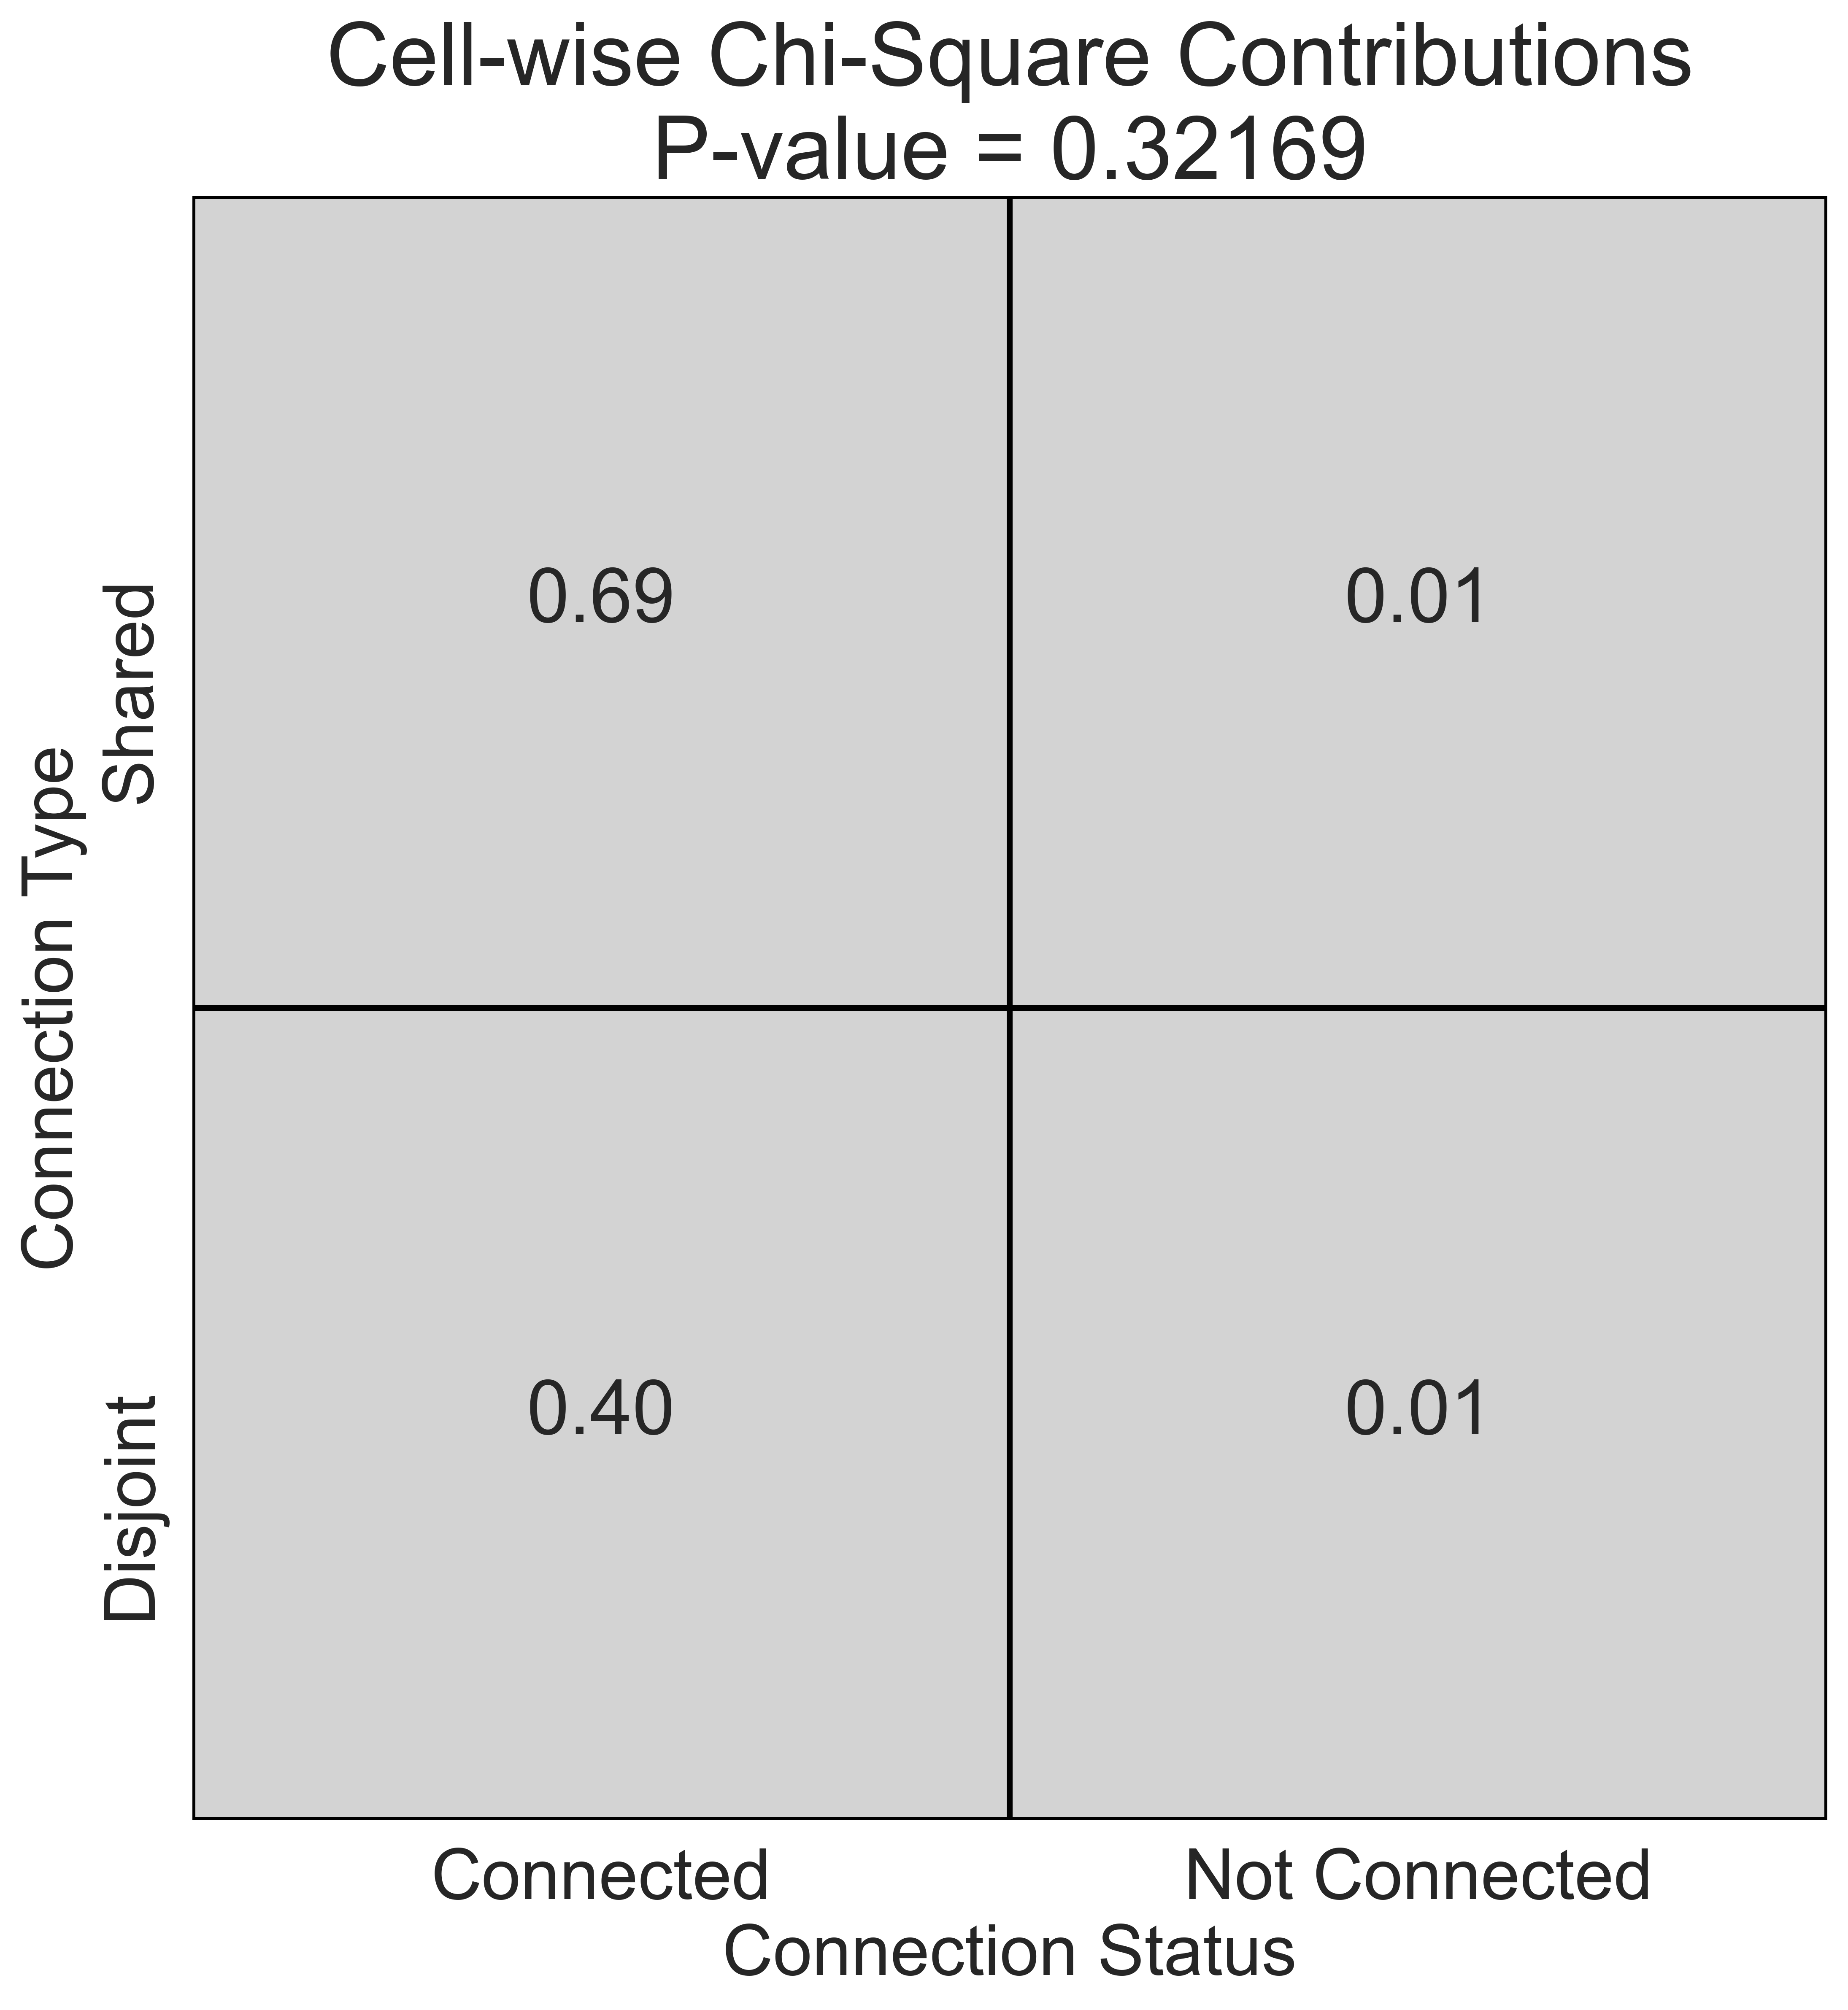 Cell-wise Chi-Square Contributions
P-value = 0.32169
Connection Type
Shared
0.69
0.01
Disjoint
0.40
0.01
Connected
Not Connected
Connection Status